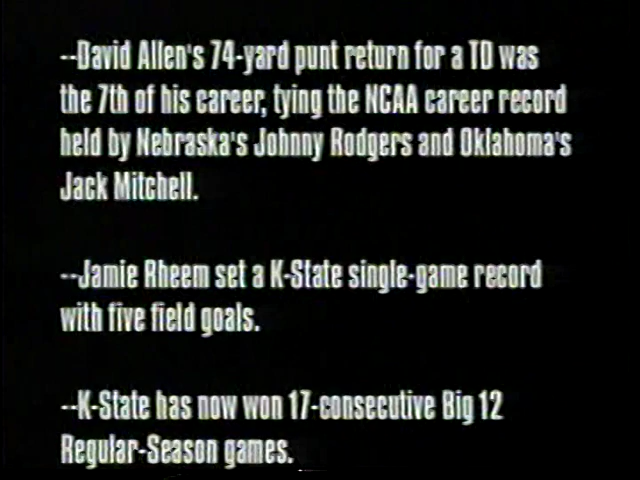 --David Allen's 74-yard punt return for a TD was
the 7th of his career, tying the NCAA career record
held by Nebraska's Johnny Rodgers and Oklahoma's
Jack Mitchell.
--Jamie Rheem set a K-State single-game record
with five field goals.
--K-State has now won 17-consecutive Big 12
Regular-Season games.